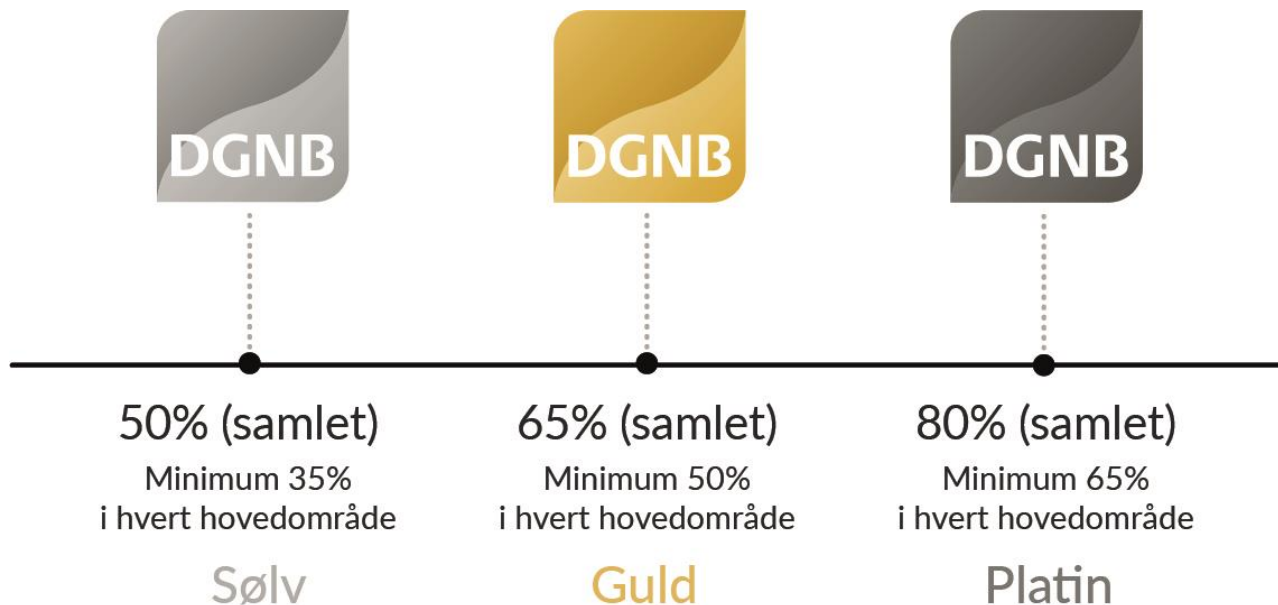 DGNB
DGNB
DGNB
50% (samlet)
Minimum 35%
i hvert hovedområde
Sølv
65% (samlet)
Minimum 50%
i hvert hovedområde
Guld
80% (samlet)
Minimum 65%
i hvert hovedområde
Platin